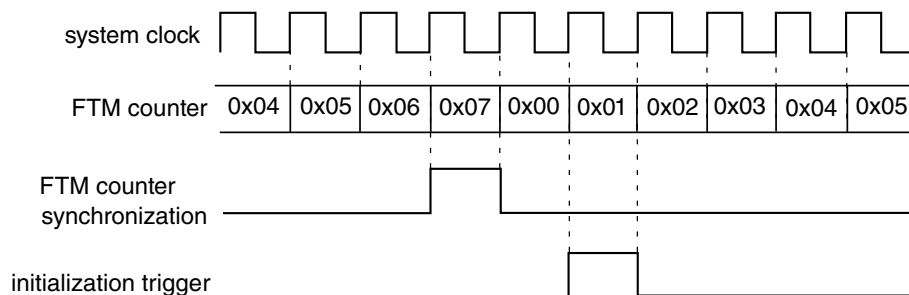 system clock
FTM counter 0x04 0x05 0x06 0x07 0x00 0x01 0x02 0x03 0x04 0x05
FTM counter
synchronization
initialization trigger